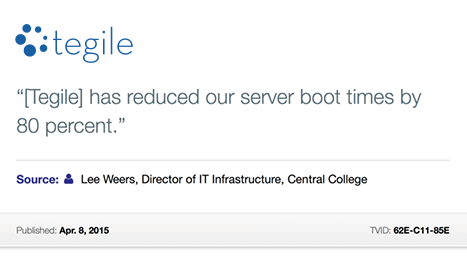 tegile
“[Tegile] has reduced our server boot times by
80 percent.”
Source: Lee Weers, Director of IT Infrastructure, Central College
Published: Apr. 8, 2015 TVID: 62E-C11-85E